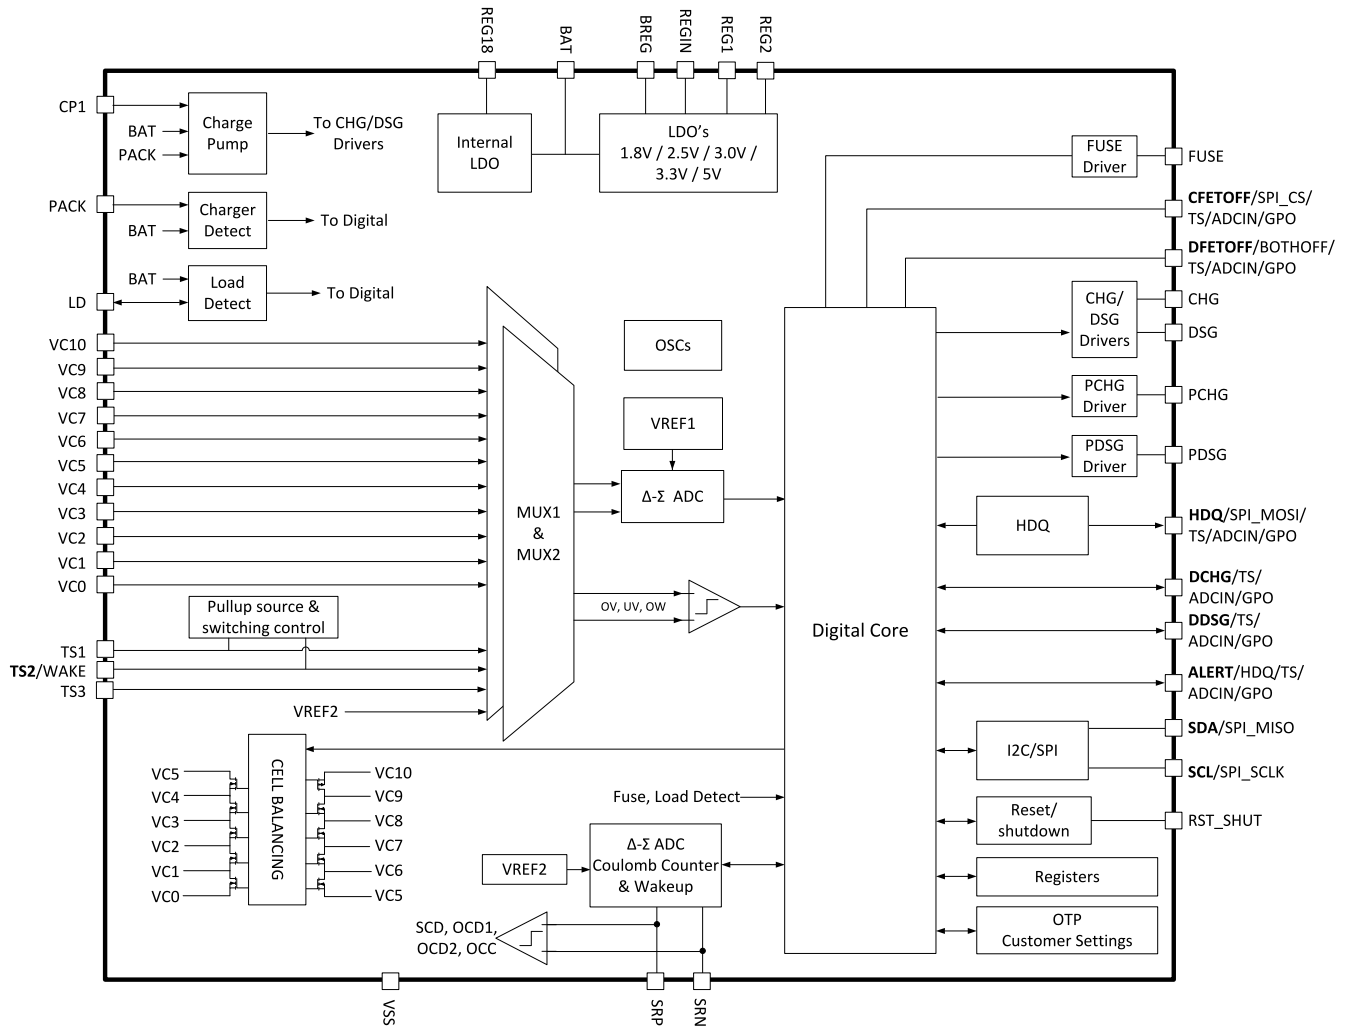 REG18
BAT
BREG
REGIN
REG1
REG2
CP1
BAT
PACK
Charge
Pump
To CHG/DSG
Drivers
Internal
LDO
LDO's
1.8V / 2.5V / 3.0V /
3.3V / 5V
FUSE
Driver
FUSE
PACK
BAT
Charger
Detect
To Digital
CFETOFF/SPI_CS/
TS/ADCIN/GPO
DFETOFF/BOTHOFF/
TS/ADCIN/GPO
BAT
LD
Load
Detect
To Digital
CHG/
DSG
Drivers
CHG
DSG
VC10
VC9
VC8
VC7
VC6
VC5
VC4
VC3
VC2
VC1
VC0
OSCs
VREF1
Δ-Σ ADC
MUX1
&
MUX2
OV, UV, OW
Digital Core
PCHG
Driver
PCHG
PDSG
Driver
PDSG
HDQ
HDQ/SPI_MOSI/
TS/ADCIN/GPO
DCHG/TS/
ADCIN/GPO
DDSG/TS/
ADCIN/GPO
ALERT/HDQ/TS/
ADCIN/GPO
Pullup source &
switching control
TS1
TS2/WAKE
TS3
VREF2
I2C/SPI
SDA/SPI_MISO
SCL/SPI_SCLK
CELL BALANCING
VC5
VC4
VC3
VC2
VC1
VC0
VC10
VC9
VC8
VC7
VC6
VC5
Fuse, Load Detect
Reset/
shutdown
RST_SHUT
VREF2
Δ-Σ ADC
Coulomb Counter
& Wakeup
Registers
OTP
Customer Settings
SCD, OCD1,
OCD2, OCC
VSS
SRP
SRN